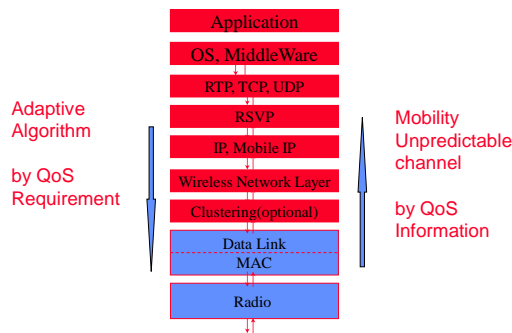 Application
OS, MiddleWare
RTP, TCP, UDP
RSVP
IP, Mobile IP
Wireless Network Layer
Clustering(optional)
Data Link
MAC
Radio
Adaptive
Algorithm
by QoS
Requirement
Mobility
Unpredictable
channel
by QoS
Information